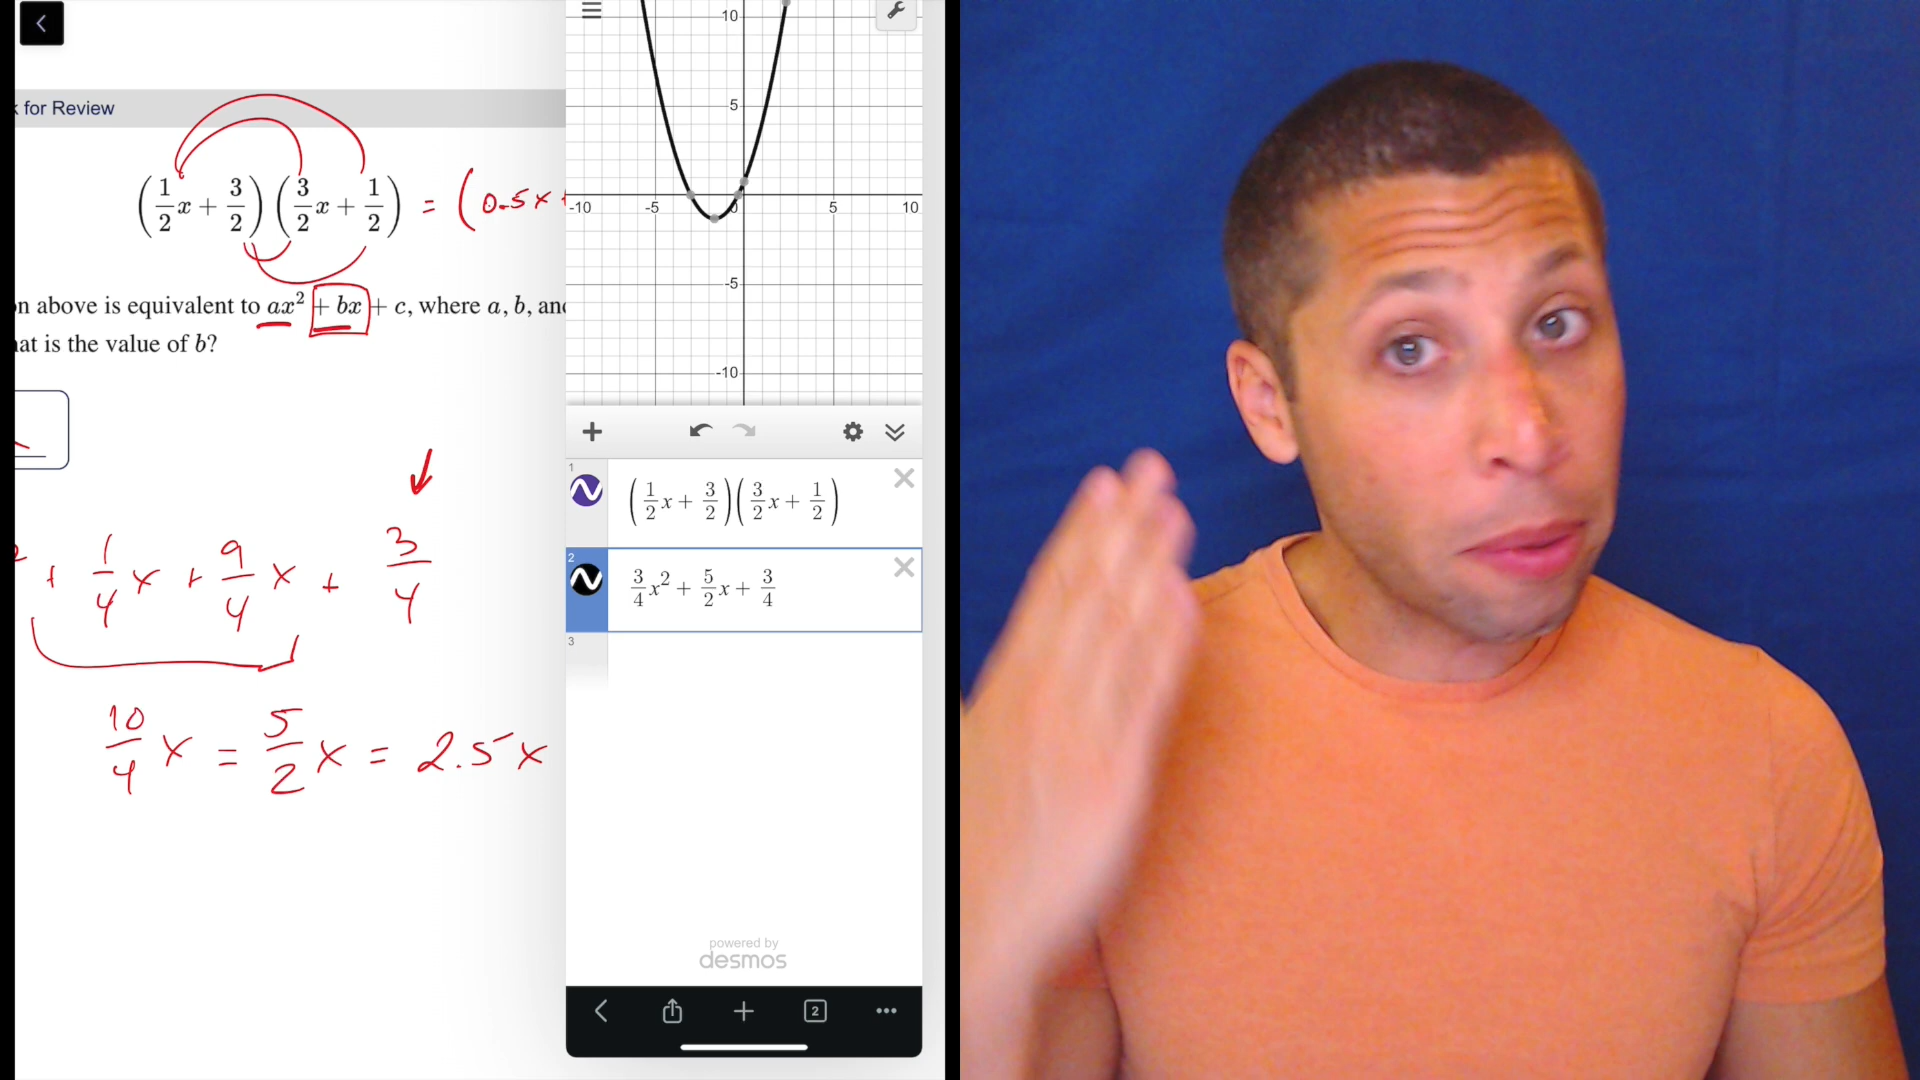 for Review
(1/2 x + 3/2)(3/2 x + 1/2) = (0.5x
n above is equivalent to ax² + bx + c, where a, b, an
at is the value of b?
+ 1/4 x + 9/4 x + 3/4
10/4 x = 5/2 x = 2.5x
10
5
-10 -5 0 5 10
-5
-10
1
(1/2 x + 3/2)(3/2 x + 1/2)
2
3/4 x² + 5/2 x + 3/4
3
powered by
desmos
2